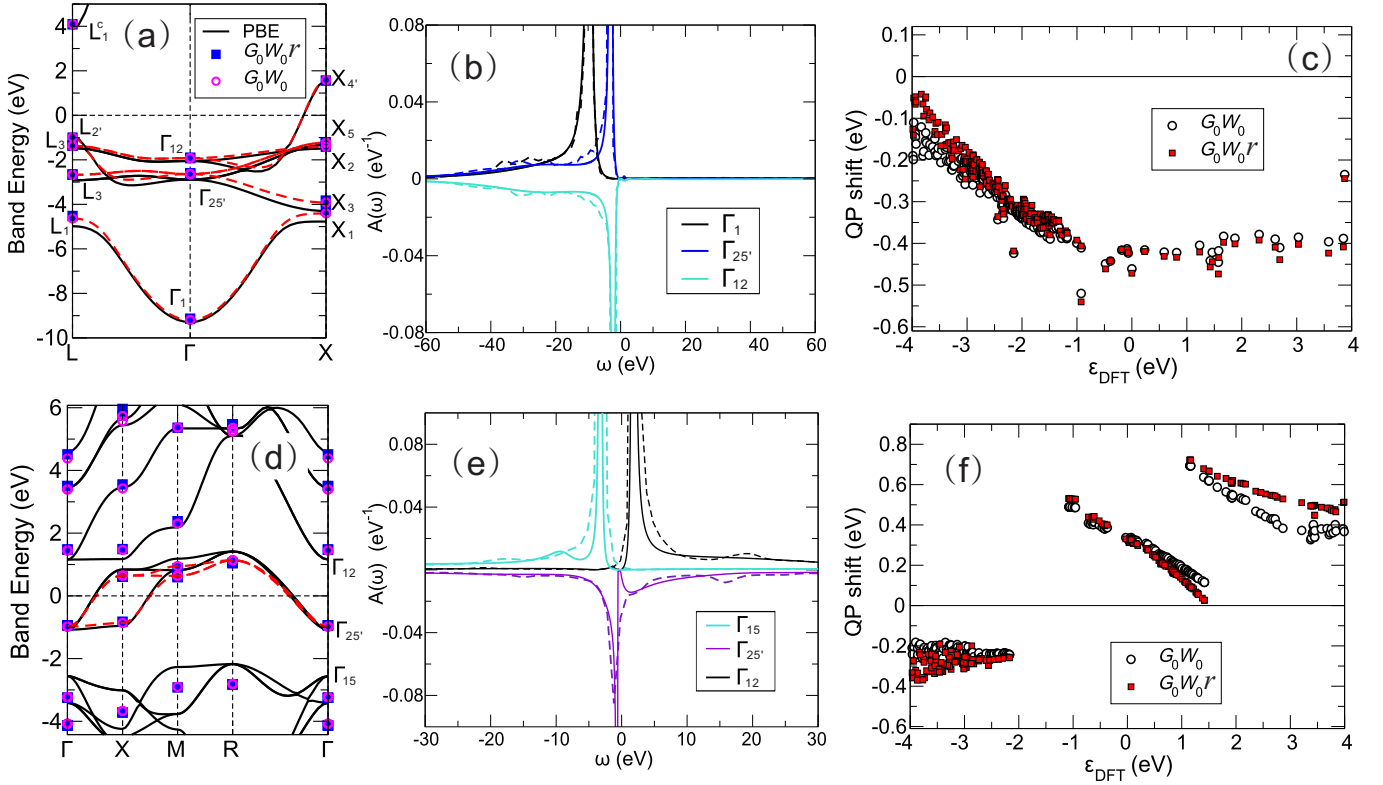 (a)
PBE
G₀W₀r
G₀W₀
Band Energy (eV)
4
2
0
-2
-4
-6
-8
-10
L₁ᶜ
L₂'
L₃
L₃
L₁
Γ₁₂
Γ₂₅'
Γ₁
X₄'
X₅
X₂
X₃
X₁
L Γ X
(b)
A(ω) (eV⁻¹)
0.08
0.04
0
-0.04
-0.08
Γ₁
Γ₂₅'
Γ₁₂
-60 -40 -20 0 20 40 60
ω (eV)
(c)
QP shift (eV)
0.1
0
-0.1
-0.2
-0.3
-0.4
-0.5
-0.6
G₀W₀
G₀W₀r
-4 -3 -2 -1 0 1 2 3 4
ε_DFT (eV)
(d)
Band Energy (eV)
6
4
2
0
-2
-4
Γ₁₂
Γ₂₅'
Γ₁₅
Γ X M R Γ
(e)
A(ω) (eV⁻¹)
0.08
0.04
0
-0.04
-0.08
Γ₁₅
Γ₂₅'
Γ₁₂
-30 -20 -10 0 10 20 30
ω (eV)
(f)
QP shift (eV)
0.8
0.6
0.4
0.2
0
-0.2
-0.4
0.6
G₀W₀
G₀W₀r
-4 -3 -2 -1 0 1 2 3 4
ε_DFT (eV)